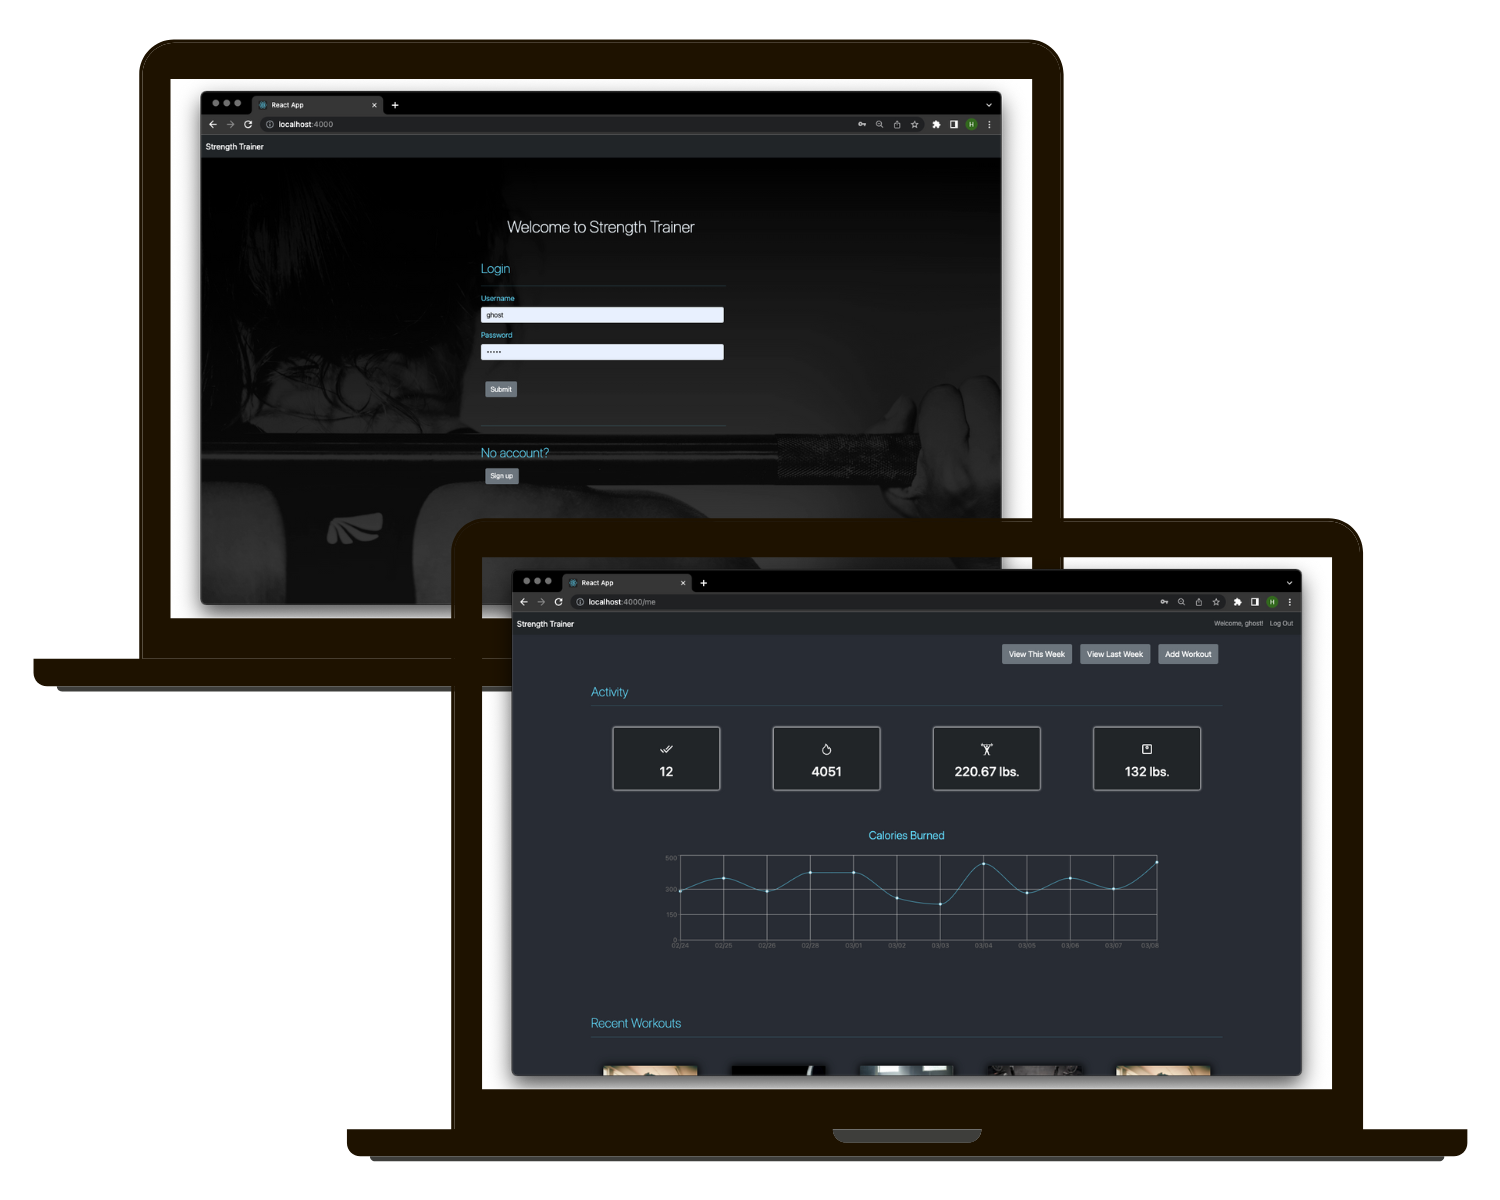 React App
localhost:4000
H
Strength Trainer
Welcome to Strength Trainer
Login
Username
ghost
Password
•••••
Submit
No account?
Sign up
React App
localhost:4000/me
H
Strength Trainer
Welcome, ghost! Log Out
View This Week View Last Week Add Workout
Activity
12 4051 220.67 lbs. 132 lbs.
Calories Burned
500
300
150
0
02/24 02/25 02/26 02/28 03/01 03/02 03/03 03/04 03/05 03/06 03/07 03/08
Recent Workouts